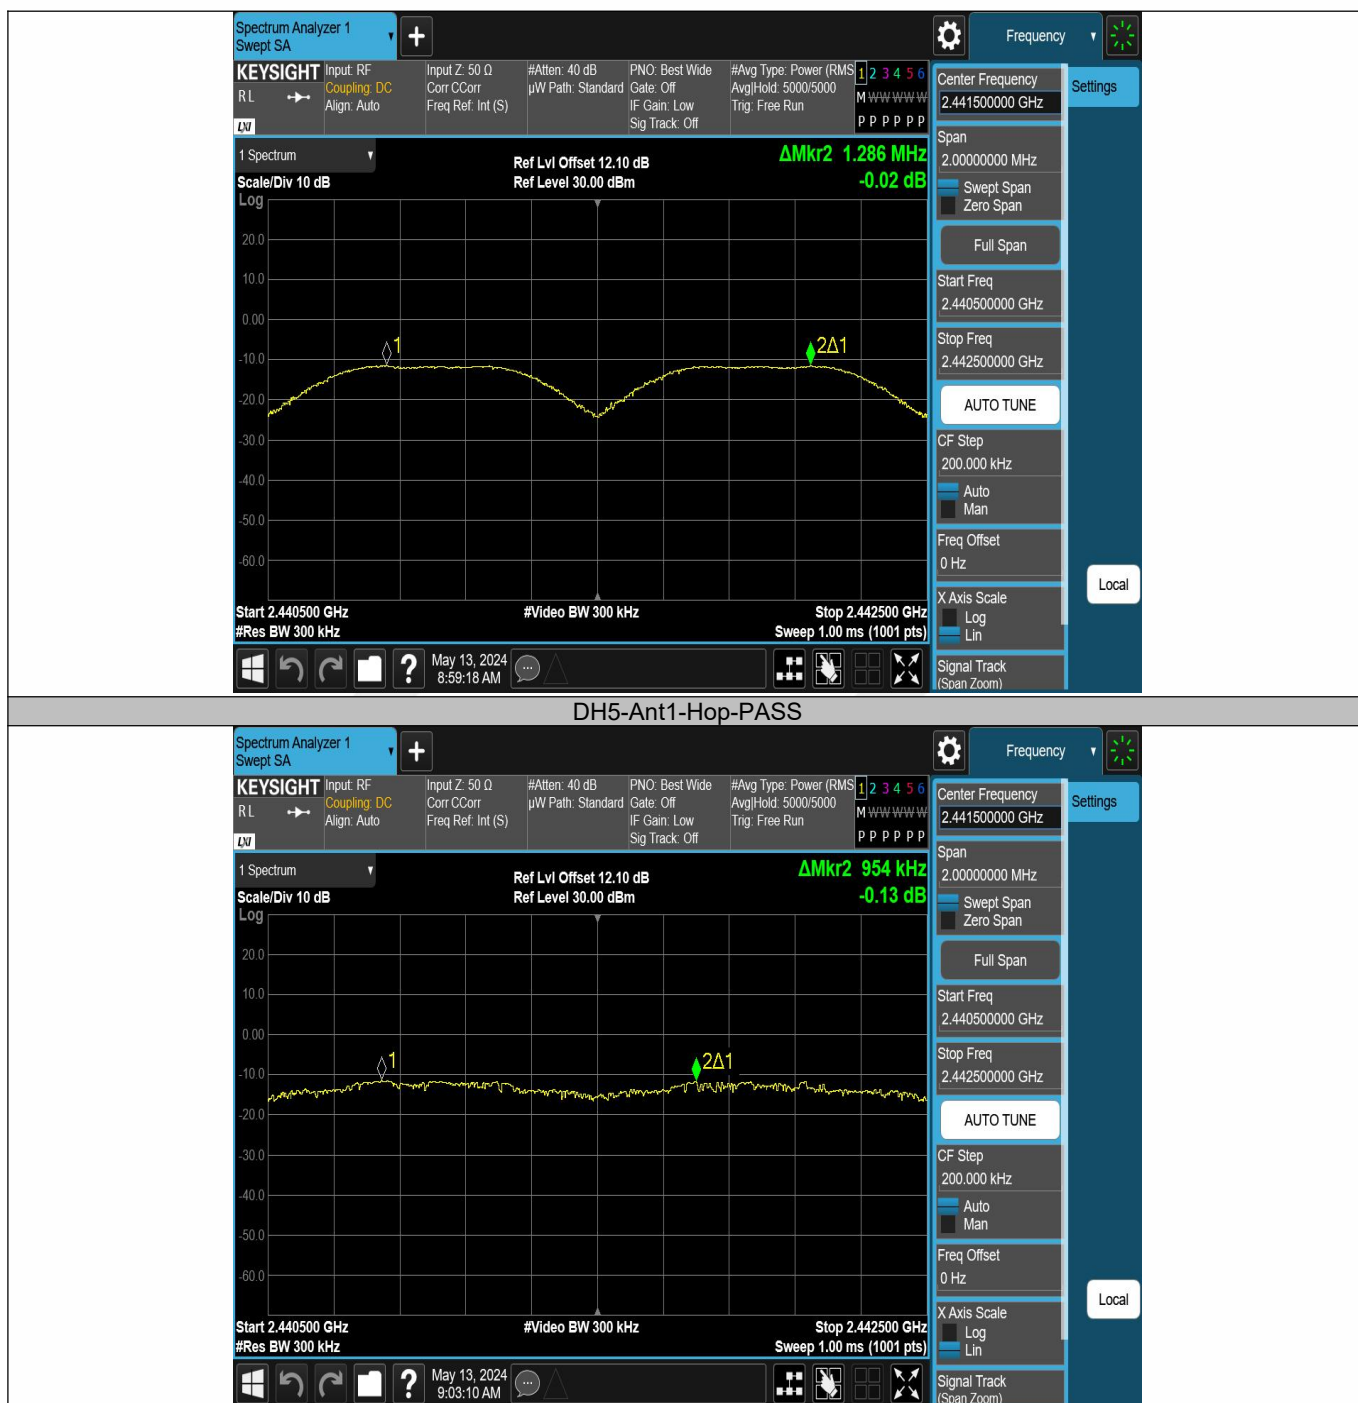 Spectrum Analyzer 1
Swept SA
+
Frequency
KEYSIGHT
R L
LXI
Input: RF
Coupling: DC
Align: Auto
Input Z: 50 Ω
Corr CCorr
Freq Ref: Int (S)
#Atten: 40 dB
µW Path: Standard
PNO: Best Wide
Gate: Off
IF Gain: Low
Sig Track: Off
#Avg Type: Power (RMS
Avg|Hold: 5000/5000
Trig: Free Run
1 2 3 4 5 6
M W W W W W
P P P P P P
1 Spectrum
Scale/Div 10 dB
Log
Ref Lvl Offset 12.10 dB
Ref Level 30.00 dBm
ΔMkr2 1.286 MHz
-0.02 dB
20.0
10.0
0.00
-10.0
-20.0
-30.0
-40.0
-50.0
-60.0
1
2Δ1
Start 2.440500 GHz
#Res BW 300 kHz
#Video BW 300 kHz
Stop 2.442500 GHz
Sweep 1.00 ms (1001 pts)
?
May 13, 2024
8:59:18 AM
Center Frequency
2.441500000 GHz
Span
2.00000000 MHz
Swept Span
Zero Span
Full Span
Start Freq
2.440500000 GHz
Stop Freq
2.442500000 GHz
AUTO TUNE
CF Step
200.000 kHz
Auto
Man
Freq Offset
0 Hz
X Axis Scale
Log
Lin
Signal Track
(Span Zoom)
Settings
Local
DH5-Ant1-Hop-PASS
Spectrum Analyzer 1
Swept SA
+
Frequency
KEYSIGHT
R L
LXI
Input: RF
Coupling: DC
Align: Auto
Input Z: 50 Ω
Corr CCorr
Freq Ref: Int (S)
#Atten: 40 dB
µW Path: Standard
PNO: Best Wide
Gate: Off
IF Gain: Low
Sig Track: Off
#Avg Type: Power (RMS
Avg|Hold: 5000/5000
Trig: Free Run
1 2 3 4 5 6
M W W W W W
P P P P P P
1 Spectrum
Scale/Div 10 dB
Log
Ref Lvl Offset 12.10 dB
Ref Level 30.00 dBm
ΔMkr2 954 kHz
-0.13 dB
20.0
10.0
0.00
-10.0
-20.0
-30.0
-40.0
-50.0
-60.0
1
2Δ1
Start 2.440500 GHz
#Res BW 300 kHz
#Video BW 300 kHz
Stop 2.442500 GHz
Sweep 1.00 ms (1001 pts)
?
May 13, 2024
9:03:10 AM
Center Frequency
2.441500000 GHz
Span
2.00000000 MHz
Swept Span
Zero Span
Full Span
Start Freq
2.440500000 GHz
Stop Freq
2.442500000 GHz
AUTO TUNE
CF Step
200.000 kHz
Auto
Man
Freq Offset
0 Hz
X Axis Scale
Log
Lin
Signal Track
(Span Zoom)
Settings
Local